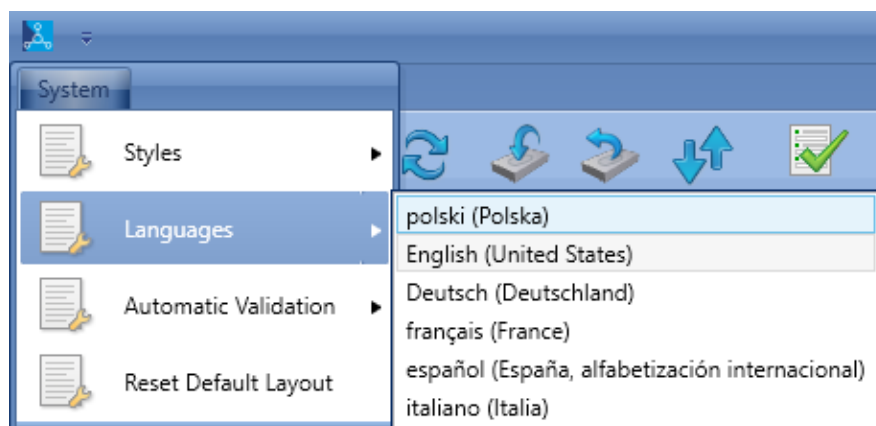 System
Styles
Languages
Automatic Validation
Reset Default Layout
polski (Polska)
English (United States)
Deutsch (Deutschland)
français (France)
español (España, alfabetización internacional)
italiano (Italia)